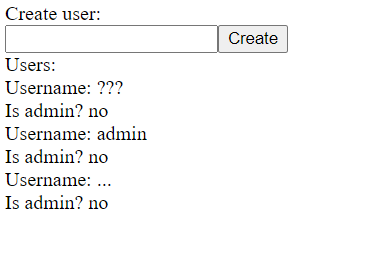 Create user:
Create
Users:
Username: ???
Is admin? no
Username: admin
Is admin? no
Username: ...
Is admin? no